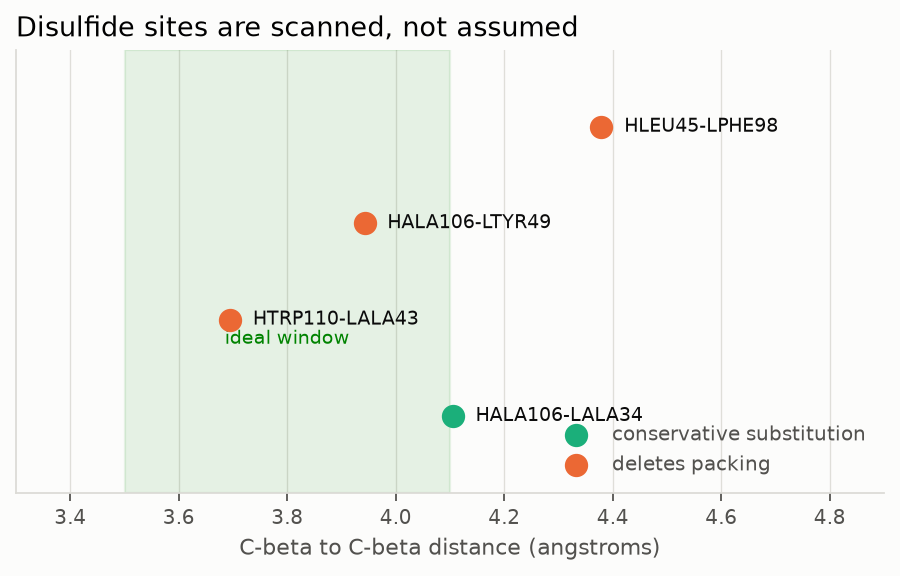 Disulfide sites are scanned, not assumed
HLEU45-LPHE98
HALA106-LTYR49
HTRP110-LALA43
ideal window
HALA106-LALA34
conservative substitution
deletes packing
3.4 3.6 3.8 4.0 4.2 4.4 4.6 4.8
C-beta to C-beta distance (angstroms)